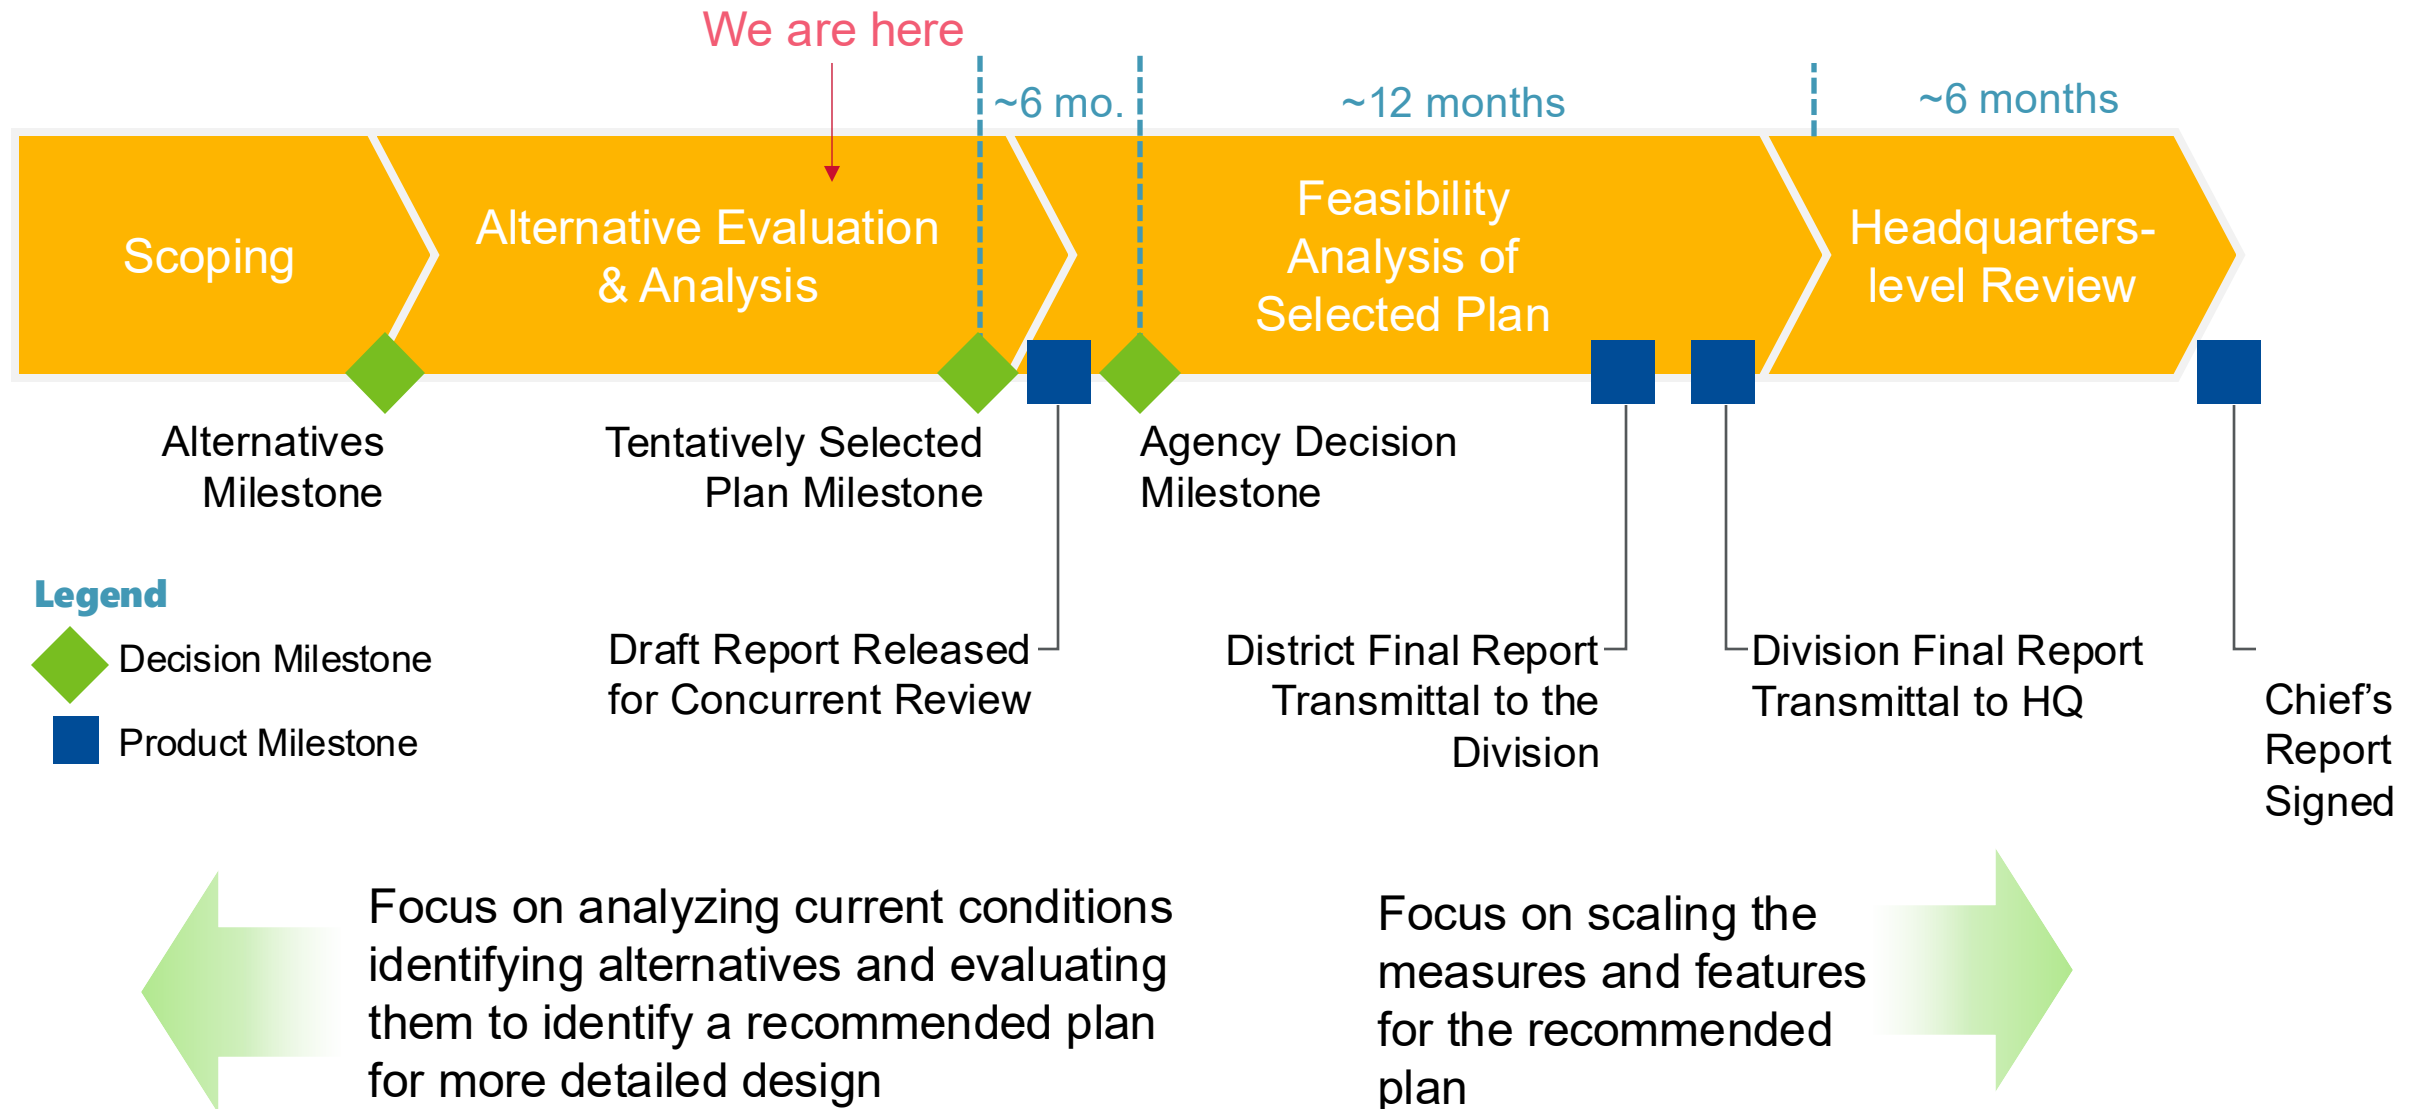 We are here
~6 mo.
~12 months
~6 months
Scoping
Alternative Evaluation
& Analysis
Feasibility
Analysis of
Selected Plan
Headquarters-
level Review
Alternatives
Milestone
Tentatively Selected
Plan Milestone
Agency Decision
Milestone
Legend
Decision Milestone
Product Milestone
Draft Report Released
for Concurrent Review
District Final Report
Transmittal to the
Division
Division Final Report
Transmittal to HQ
Chief’s
Report
Signed
Focus on analyzing current conditions
identifying alternatives and evaluating
them to identify a recommended plan
for more detailed design
Focus on scaling the
measures and features
for the recommended
plan